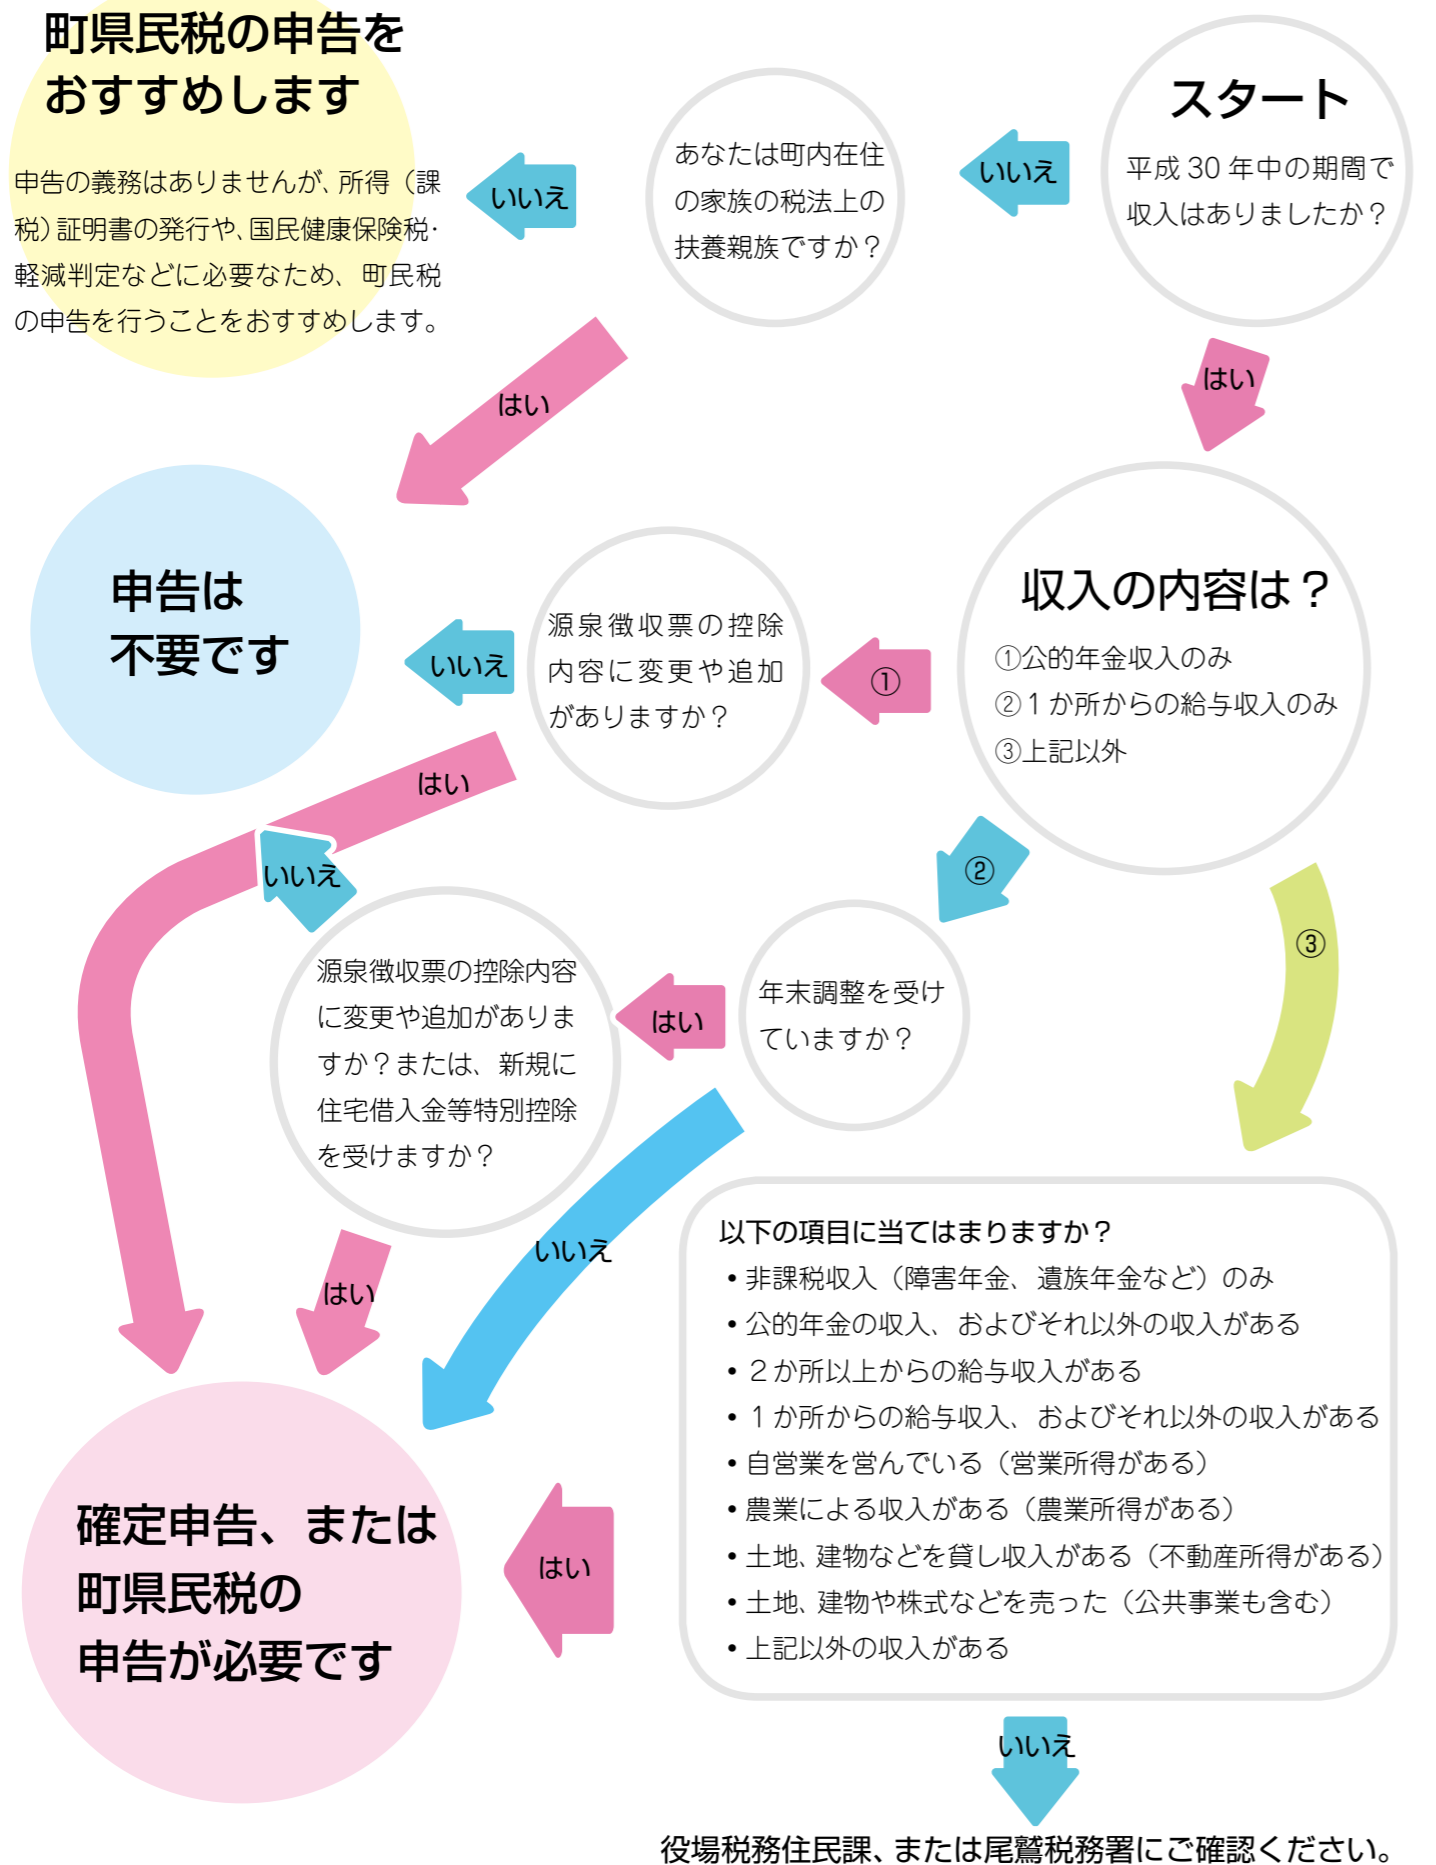 町県民税の申告を
おすすめします
申告の義務はありませんが、所得（課
税）証明書の発行や、国民健康保険税・
軽減判定などに必要なため、町民税
の申告を行うことをおすすめします。
いいえ
あなたは町内在住
の家族の税法上の
扶養親族ですか？
いいえ
スタート
平成 30 年中の期間で
収入はありましたか？
はい
はい
申告は
不要です
いいえ
源泉徴収票の控除
内容に変更や追加
がありますか？
①
収入の内容は？
①公的年金収入のみ
②１か所からの給与収入のみ
③上記以外
はい
いいえ
②
③
源泉徴収票の控除内容
に変更や追加がありま
すか？または、新規に
住宅借入金等特別控除
を受けますか？
はい
年末調整を受け
ていますか？
いいえ
はい
以下の項目に当てはまりますか？
•非課税収入（障害年金、遺族年金など）のみ
•公的年金の収入、およびそれ以外の収入がある
•２か所以上からの給与収入がある
•１か所からの給与収入、およびそれ以外の収入がある
•自営業を営んでいる（営業所得がある）
•農業による収入がある（農業所得がある）
•土地、建物などを貸し収入がある（不動産所得がある）
•土地、建物や株式などを売った（公共事業も含む）
•上記以外の収入がある
はい
確定申告、または
町県民税の
申告が必要です
いいえ
役場税務住民課、または尾鷲税務署にご確認ください。